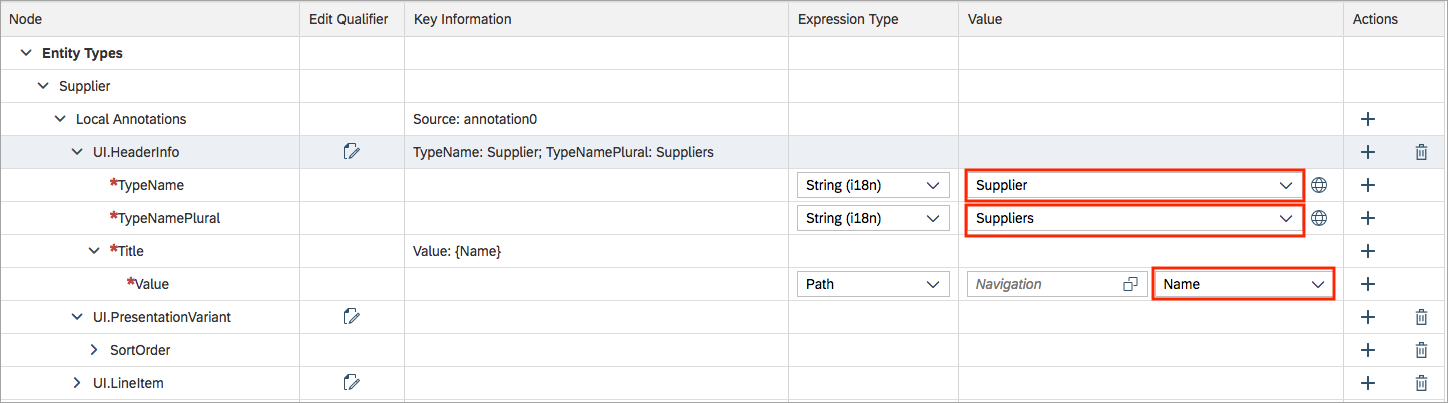 Node Edit Qualifier Key Information Expression Type Value Actions
Entity Types
Supplier
Local Annotations Source: annotation0
UI.HeaderInfo TypeName: Supplier; TypeNamePlural: Suppliers
*TypeName String (i18n) Supplier
*TypeNamePlural String (i18n) Suppliers
*Title Value: {Name}
*Value Path Navigation Name
UI.PresentationVariant
SortOrder
UI.LineItem